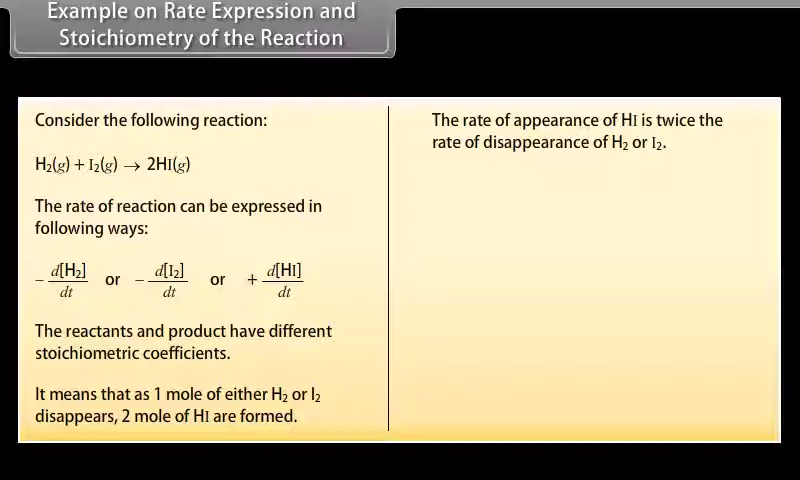 Example on Rate Expression and
Stoichiometry of the Reaction
Consider the following reaction:
H₂(g) + I₂(g) → 2HI(g)
The rate of reaction can be expressed in
following ways:
− d[H₂]/dt or − d[I₂]/dt or + d[HI]/dt
The reactants and product have different
stoichiometric coefficients.
It means that as 1 mole of either H₂ or I₂
disappears, 2 mole of HI are formed.
The rate of appearance of HI is twice the
rate of disappearance of H₂ or I₂.